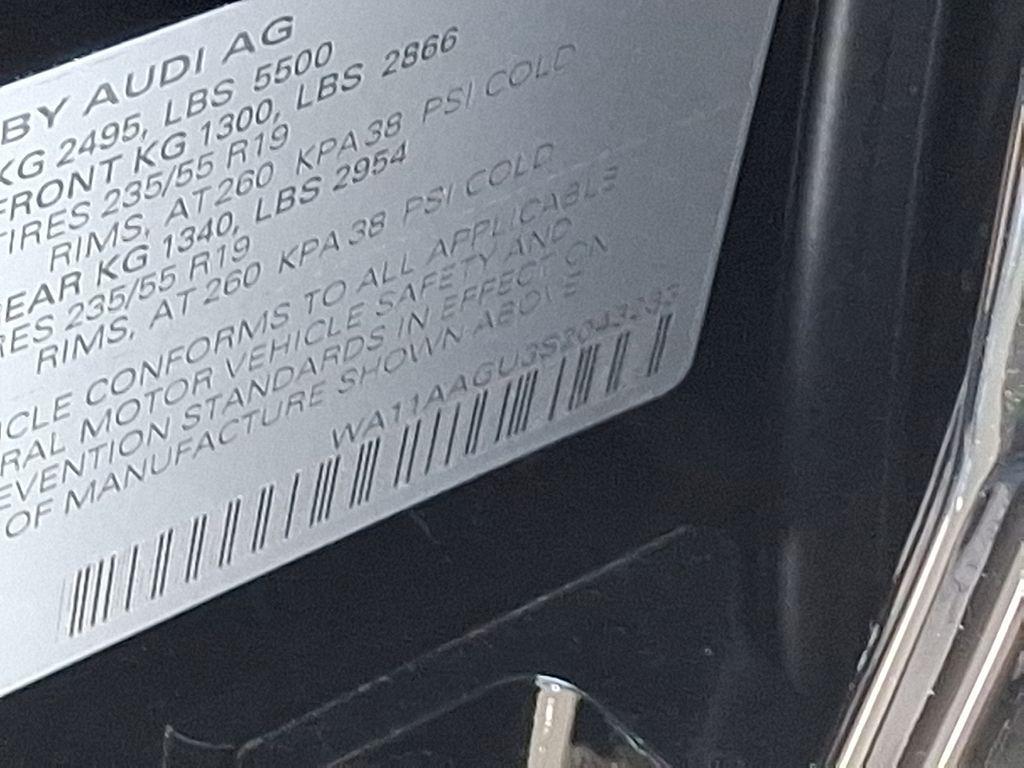 BY AUDI AG
KG 2495, LBS 5500
FRONT KG 1300, LBS 2866
TIRES 235/55 R19
RIMS, AT 260 KPA 38 PSI COLD
REAR KG 1340, LBS 2954
RES 235/55 R19
RIMS, AT 260 KPA 38 PSI COLD
ICLE CONFORMS TO ALL APPLICABLE
RAL MOTOR VEHICLE SAFETY AND
EVENTION STANDARDS IN EFFECT ON
OF MANUFACTURE SHOWN ABOVE